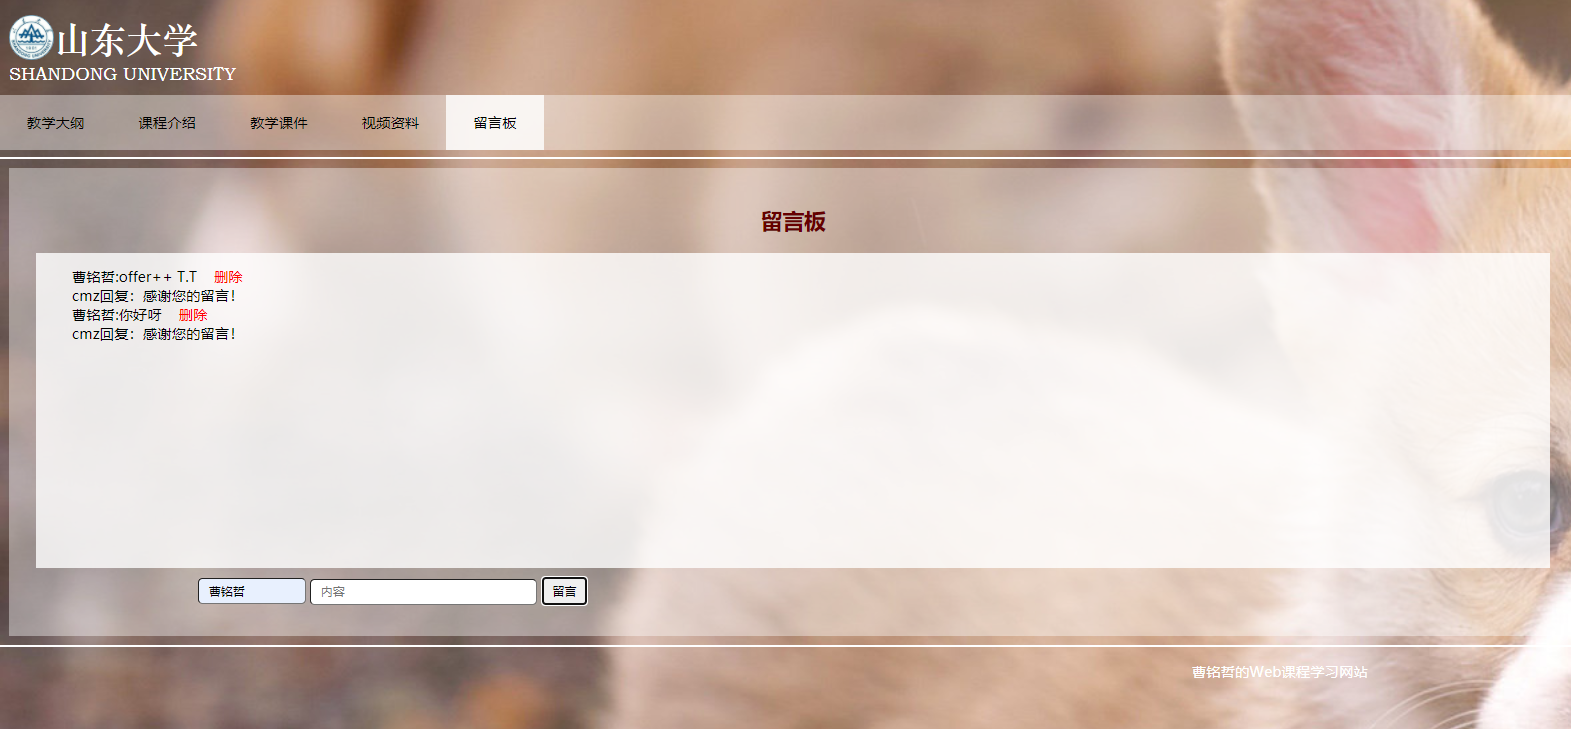 山东大学
SHANDONG UNIVERSITY
教学大纲 课程介绍 教学课件 视频资料 留言板
留言板
曹铭哲:offer++ T.T 删除
cmz回复：感谢您的留言！
曹铭哲:你好呀 删除
cmz回复：感谢您的留言！
曹铭哲 内容 留言
曹铭哲的Web课程学习网站